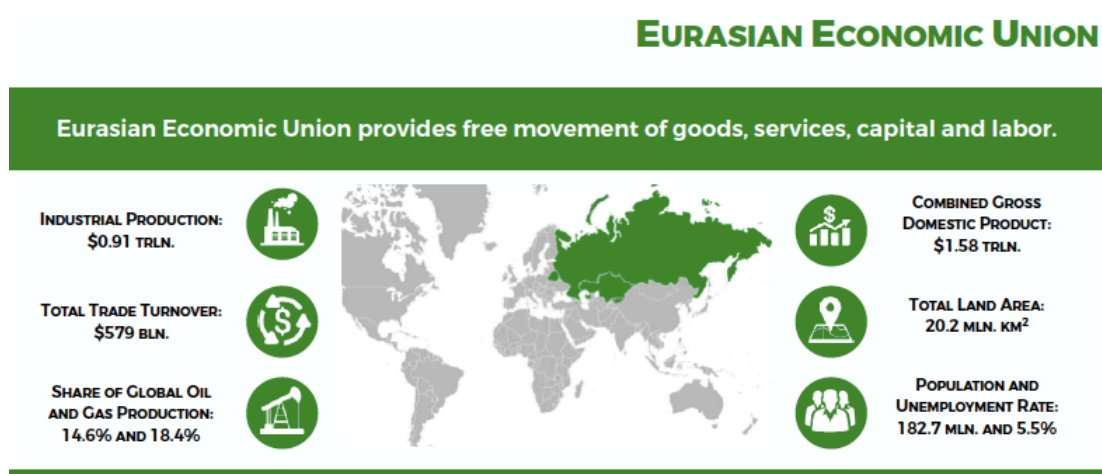 EURASIAN ECONOMIC UNION
Eurasian Economic Union provides free movement of goods, services, capital and labor.
INDUSTRIAL PRODUCTION:
$0.91 TRLN.
TOTAL TRADE TURNOVER:
$579 BLN.
SHARE OF GLOBAL OIL
AND GAS PRODUCTION:
14.6% AND 18.4%
COMBINED GROSS
DOMESTIC PRODUCT:
$1.58 TRLN.
TOTAL LAND AREA:
20.2 MLN. KM²
POPULATION AND
UNEMPLOYMENT RATE:
182.7 MLN. AND 5.5%